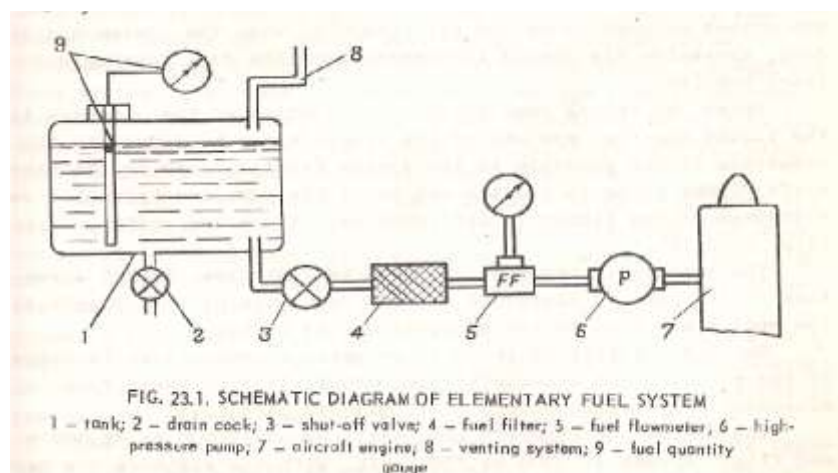 9
8
FF
P
1
2
3
4
5
6
7
FIG. 23.1. SCHEMATIC DIAGRAM OF ELEMENTARY FUEL SYSTEM
1 – tank; 2 – drain cock; 3 – shut-off valve; 4 – fuel filter; 5 – fuel flowmeter, 6 – high-
pressure pump; 7 – aircraft engine; 8 – venting system; 9 – fuel quantity
gauge